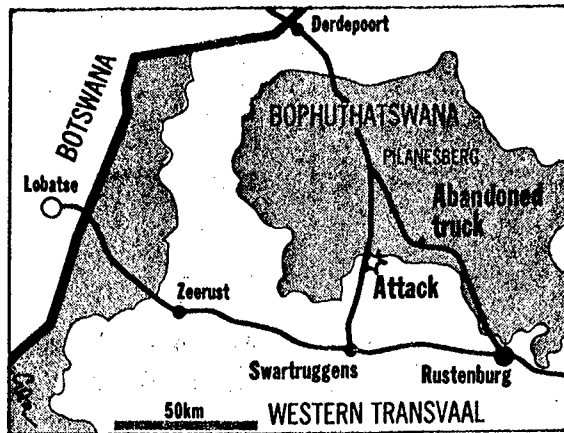 Derdepoort
BOTSWANA
BOPHUTHATSWANA
PILANESBERG
Lobatse
Abandoned
truck
Attack
Zeerust
Swartruggens
Rustenburg
50km
WESTERN TRANSVAAL